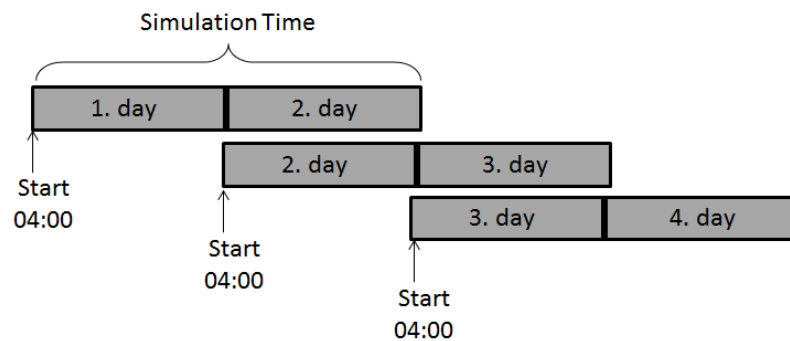 Simulation Time
1. day
2. day
Start
04:00
2. day
3. day
Start
04:00
3. day
4. day
Start
04:00